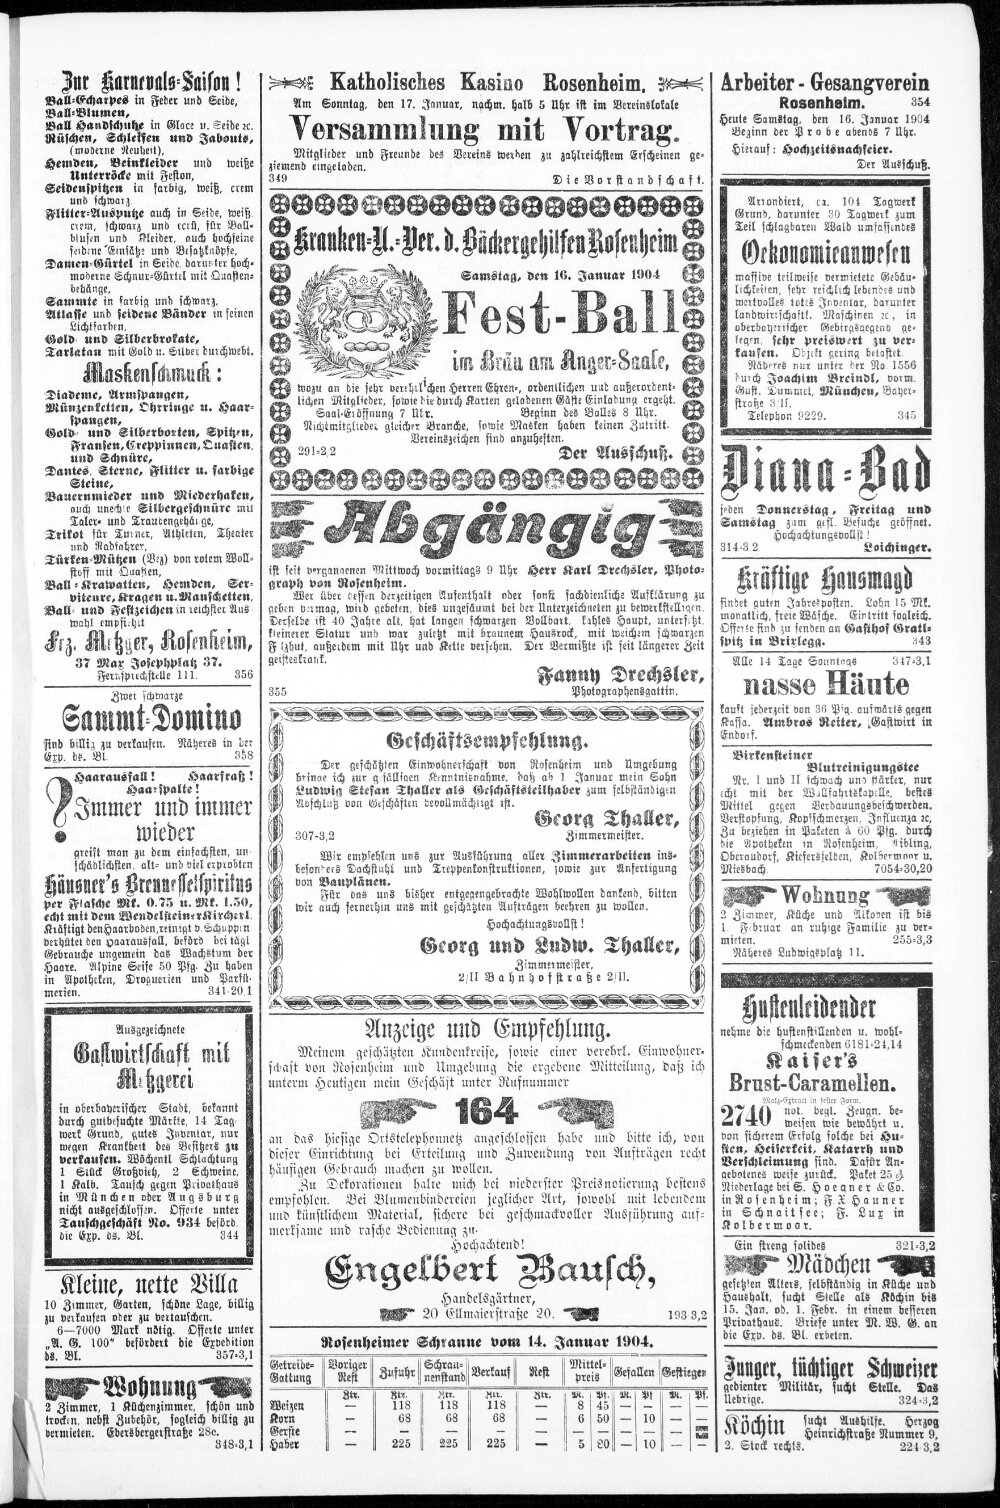 Zur Karnevals-Saison!
Ball-Echarpes in Feder und Seide,
Ball-Blumen,
Ball Handschuhe in Glace u. Seide ꝛc.
Rüschen, Schleifen und Jabouts,
(moderne Neuheit),
Hemden, Beinkleider und weiße
Unterröcke mit Feston,
Seidenspitzen in farbig, weiß, crem
und schwarz
Flitter-Ausputze auch in Seide, weiß
crem, schwarz und ecrü, für Ball-
blusen und Kleider, auch hochfeine
seidene Einsätz- und Besatzknöpfe,
Damen-Gürtel in Seide, darunter hoch-
moderne Schnur-Gürtel mit Quasten-
behänge,
Sammte in farbig und schwarz,
Atlasse und seidene Bänder in feinen
Lichtfarben,
Gold- und Silberbrokate,
Tarlatan mit Gold u. Silber durchwebt.
Maskenschmuck:
Diademe, Armspangen,
Münzenketten, Ohrringe u. Haar-
spangen,
Gold- und Silberborten, Spitzen,
Fransen, Creppinnen, Quasten,
und Schnüre,
Dantes, Sterne, Flitter u. farbige
Steine,
Bauernmieder und Miederhaken,
auch unechte Silbergeschnüre mit
Taler- und Traubengehänge,
Trikot für Turner, Athleten, Theater
und Radfahrer,
Türken-Mützen (Fez) von rotem Woll-
stoff mit Quasten,
Ball-Krawatten, Hemden, Ser-
viteure, Kragen u. Manschetten,
Ball- und Festzeichen in reichster Aus
wahl empfiehlt
Frz. Metzger, Rosenheim,
37 Max Josephplatz 37.
Fernsprechstelle 111. 356
Zwei schwarze
Sammt-Domino
sind billig zu verkaufen. Näheres in der
Exp. ds. Bl. 358
Haarausfall! Haarfraß!
Haarspalte!
? Immer und immer
wieder
greift man zu dem einfachsten, un-
schädlichsten, alt- und viel erprobten
Häusner's Brennesselspiritus
per Flasche Mk. 0.75 u. Mk. 1.50,
echt mit dem Wendelsteiner Kircherl.
Kräftigt den Haarboden, reinigt v. Schuppen
verhütet den Haarausfall, beförd bei tägl
Gebrauche ungemein das Wachstum der
Haare. Alpine Seife 50 Pfg. Zu haben
in Apotheken, Droguerien und Parfü-
merien. 341-20,1
Ausgezeichnete
Gastwirtschaft mit
Metzgerei
in oberbayerischer Stadt, bekannt
durch gutbesuchte Märkte, 14 Tag-
werk Grund, gutes Inventar, nur
wegen Krankheit des Besitzers zu
verkaufen. Wöchentl Schlachtung
1 Stück Großvieh, 2 Schweine,
1 Kalb. Tausch gegen Privathaus
in München oder Augsburg
nicht ausgeschlossen. Offerte unter
Tauschgeschäft No. 934 beförd.
die Exp. ds. Bl. 344
Kleine, nette Villa
10 Zimmer, Garten, schöne Lage, billig
zu verkaufen oder zu vertauschen.
6—7000 Mark nötig. Offerte unter
„A. G. 100" befördert die Expedition
ds. Bl. 357-3,1
Wohnung
2 Zimmer, 1 Küchenzimmer, schön und
trocken, nebst Zubehör, sogleich billig zu
vermieten. Ebersbergerstraße 28c.
348-3,1
Katholisches Kasino Rosenheim.
Am Sonntag, den 17. Januar, nachm. halb 5 Uhr ist im Vereinslokale
Versammlung mit Vortrag.
Mitglieder und Freunde des Vereins werden zu zahlreichstem Erscheinen ge-
ziemend eingeladen.
349 Die Vorstandschaft.
Kranken-U.-Ver. d. Bäckergehilfen Rosenheim
Samstag, den 16. Januar 1904
Fest-Ball
im Bräu am Anger-Saale,
wozu an die sehr verehrlichen Herren Ehren-, ordentlichen und außerordent-
lichen Mitglieder, sowie die durch Karten geladenen Gäste Einladung ergeht.
Saal-Eröffnung 7 Uhr. Beginn des Balles 8 Uhr.
Nichtmitglieder gleicher Branche, sowie Masken haben keinen Zutritt.
Vereinszeichen sind anzuheften.
291-2,2 Der Ausschuß.
Abgängig
ist seit vergangenen Mittwoch vormittags 9 Uhr Herr Karl Drechsler, Photo-
graph von Rosenheim.
Wer über dessen derzeitigen Aufenthalt oder sonst sachdienliche Aufklärung zu
geben vermag, wird gebeten, dies ungesäumt bei der Unterzeichneten zu bewerkstelligen.
Derselbe ist 40 Jahre alt, hat langen schwarzen Vollbart, kahles Haupt, untersetzt,
kleinerer Statur und war zuletzt mit braunem Hausrock, mit weichem schwarzen
Filzhut, außerdem mit Uhr und Kette versehen. Der Vermißte ist seit längerer Zeit
geisteskrank.
Fanny Drechsler,
355 Photographensgattin.
Geschäftsempfehlung.
Der geschätzten Einwohnerschaft von Rosenheim und Umgebung
bringe ich zur gefälligen Kenntnisnahme, daß ab 1 Januar mein Sohn
Ludwig Stefan Thaller als Geschäftsteilhaber zum selbständigen
Abschluß von Geschäften bevollmächtigt ist.
Georg Thaller,
307-3,2 Zimmermeister.
Wir empfehlen uns zur Ausführung aller Zimmerarbeiten ins-
besonders Dachstuhl und Treppenkonstruktionen, sowie zur Anfertigung
von Bauplänen.
Für das uns bisher entgegengebrachte Wohlwollen dankend, bitten
wir auch fernerhin uns mit geschätzten Aufträgen beehren zu wollen.
Hochachtungsvollst!
Georg und Ludw. Thaller,
Zimmermeister,
2/II Bahnhofstraße 2/II.
Anzeige und Empfehlung.
Meinem geschätzten Kundenkreise, sowie einer verehrl. Einwohner-
schaft von Rosenheim und Umgebung die ergebene Mitteilung, daß ich
unterm Heutigen mein Geschäft unter Rufnummer
164
an das hiesige Ortstelephonnetz angeschlossen habe und bitte ich, von
dieser Einrichtung bei Erteilung und Zuwendung von Aufträgen recht
häufigen Gebrauch machen zu wollen.
Zu Dekorationen halte mich bei niederster Preisnotierung bestens
empfohlen. Bei Blumenbindereien jeglicher Art, sowohl mit lebendem
und künstlichem Material, sichere bei geschmackvoller Ausführung auf-
merksame und rasche Bedienung zu.
Hochachtend!
Engelbert Bausch,
Handelsgärtner,
20 Ellmaierstraße 20. 193-3,2
Rosenheimer Schranne vom 14. Januar 1904.
Getreide-Gattung Voriger Rest Zufuhr Schrannenstand Verkauf Rest Mittelpreis Gefallen Gestiegen
Ztr. Ztr. Ztr. Ztr. Ztr. M. Pf. M. Pf M. Pf.
Weizen — 118 118 118 — 8 45 — — — —
Korn — 68 68 68 — 6 50 — 10 — —
Gerste — — — — — — — — — —
Haber — 225 225 225 — 5 80 — 10 — —
Arbeiter-Gesangverein
Rosenheim. 354
Heute Samstag, den 16. Januar 1904
Beginn der Probe abends 7 Uhr.
Hierauf: Hochzeitsnachfeier.
Der Ausschuß.
Arrondiert, ca. 104 Tagwerk
Grund, darunter 30 Tagwerk zum
Teil schlagbaren Wald umfassendes
Oekonomieanwesen
massive teilweise vermietete Gebäu-
lichkeiten, sehr reichlich lebendes und
wertvolles totes Inventar, darunter
landwirtschaftl. Maschinen ꝛc., in
oberbayerischer Gebirgsgegend ge-
legen, sehr preiswert zu ver-
kaufen. Objekt gering belastet.
Näheres nur unter der No. 1556
durch Joachim Breindl, vorm.
Gust. Dummel, München, Bayer-
straße 3/II.
Telephon 9229. 345
Diana-Bad
jeden Donnerstag, Freitag und
Samstag zum gefl. Besuche geöffnet.
Hochachtungsvollst!
314-3,2 Loichinger.
Kräftige Hausmagd
findet guten Jahresposten. Lohn 15 Mk.
monatlich, freie Wäsche. Eintritt sogleich.
Offerte sind zu senden an Gasthof Gratl-
spitz in Brixlegg. 343
Alle 14 Tage Sonntags 347-3,1
nasse Häute
kauft jederzeit von 36 Pfg. aufwärts gegen
Kassa. Ambros Reiter, Gastwirt in
Endorf.
Birkensteiner
Blutreinigungstee
Nr. I und II schwach und stärker, nur
echt mit der Wallfahrtskapelle, bestes
Mittel gegen Verdauungsbeschwerden,
Verstopfung, Kopfschmerzen, Influenza ꝛc,
Zu beziehen in Paketen à 60 Pfg. durch
die Apotheken in Rosenheim, Aibling,
Oberaudorf, Kiefersfelden, Kolbermoor u.
Miesbach. 7054-30,20
Wohnung
2 Zimmer, Küche und Alkoven ist bis
1. Februar an ruhige Familie zu ver-
mieten. 255-3,3
Näheres Ludwigsplatz 11.
Hustenleidender
nehme die hustenstillenden u. wohl-
schmeckenden 6181-24,14
Kaiser's
Brust-Caramellen.
Malz-Extract in fester Form.
2740 not. begl. Zeugn. be-
weisen wie bewährt u.
von sicherem Erfolg solche bei Hu-
sten, Heiserkeit, Katarrh und
Verschleimung sind. Dafür An-
gebotenes weise zurück. Paket 25 ₰
Niederlage bei S. Hoegner & Co.
in Rosenheim; F. X Hauner
in Schnaitsee; F. Lux in
Kolbermoor.
Ein streng solides 321-3,2
Mädchen
gesetzten Alters, selbständig in Küche und
Haushalt, sucht Stelle als Köchin bis
15. Jan. od. 1. Febr. in einem besseren
Privathaus. Briefe unter M. W. G. an
die Exp. ds. Bl. erbeten.
Junger, tüchtiger Schweizer
gedienter Militär, sucht Stelle. Das
Uebrige. 324-3,2
Köchin sucht Aushilfe. Herzog
Heinrichstraße Nummer 9,
2. Stock rechts. 224-3,2